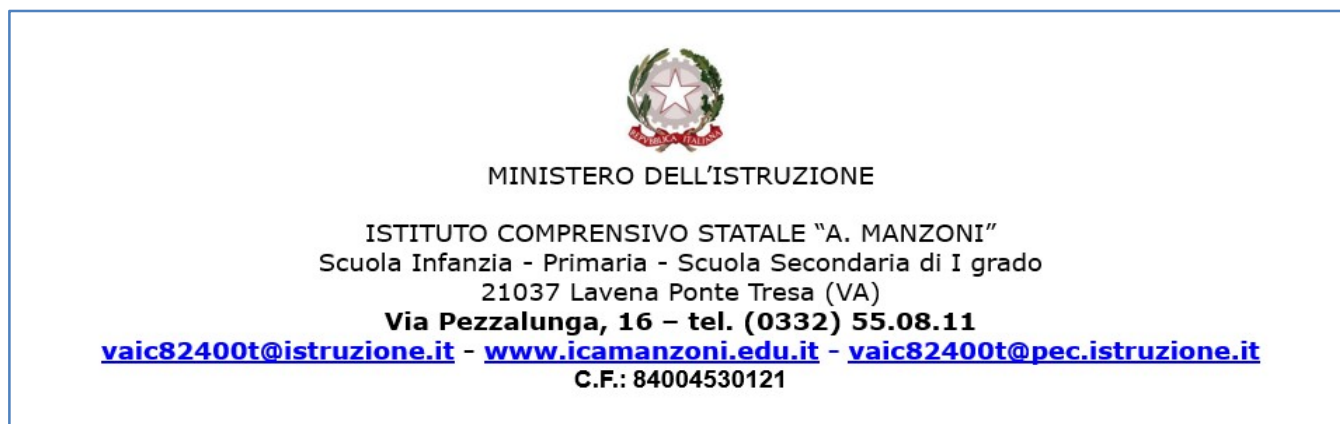 REPVBBLICA ITALIANA
MINISTERO DELL'ISTRUZIONE
ISTITUTO COMPRENSIVO STATALE “A. MANZONI”
Scuola Infanzia - Primaria - Scuola Secondaria di I grado
21037 Lavena Ponte Tresa (VA)
Via Pezzalunga, 16 – tel. (0332) 55.08.11
vaic82400t@istruzione.it - www.icamanzoni.edu.it - vaic82400t@pec.istruzione.it
C.F.: 84004530121